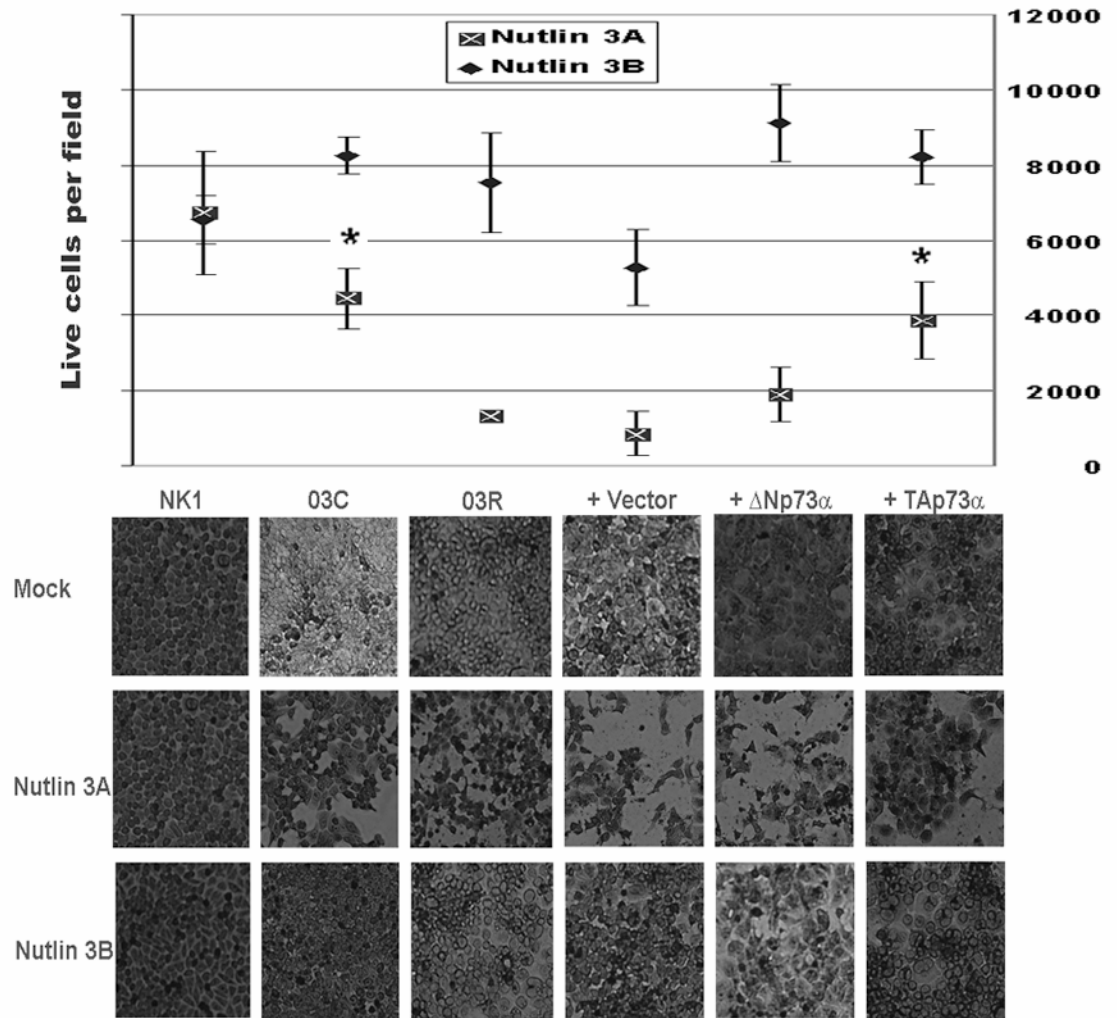 12000
Nutlin 3A
Nutlin 3B
10000
8000
6000
4000
2000
0
Live cells per field
*
*
NK1 03C 03R + Vector + ΔNp73α + TAp73α
Mock
Nutlin 3A
Nutlin 3B